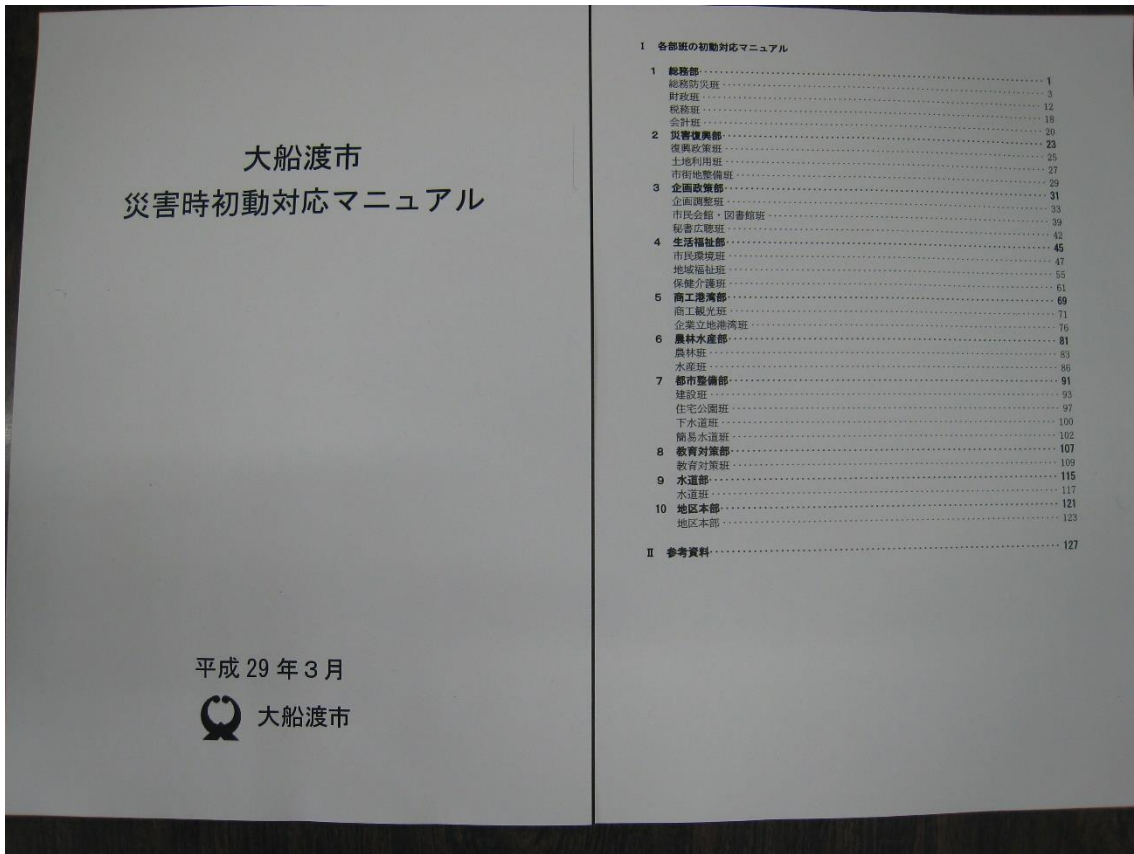 大船渡市
災害時初動対応マニュアル
平成29年3月
大船渡市
Ⅰ 各部班の初動対応マニュアル
1 総務部 1
総務防災班 3
財政班 12
税務班 18
会計班 20
2 災害復興部 23
復興政策班 25
土地利用班 27
市街地整備班 29
3 企画政策部 31
企画調整班 33
市民会館・図書館班 39
秘書広聴班 42
4 生活福祉部 45
市民環境班 47
地域福祉班 55
保健介護班 61
5 商工港湾部 69
商工観光班 71
企業立地港湾班 76
6 農林水産部 81
農林班 83
水産班 86
7 都市整備部 91
建設班 93
住宅公園班 97
下水道班 100
簡易水道班 102
8 教育対策部 107
教育対策班 109
9 水道部 115
水道班 117
10 地区本部 121
地区本部 123
Ⅱ 参考資料 127